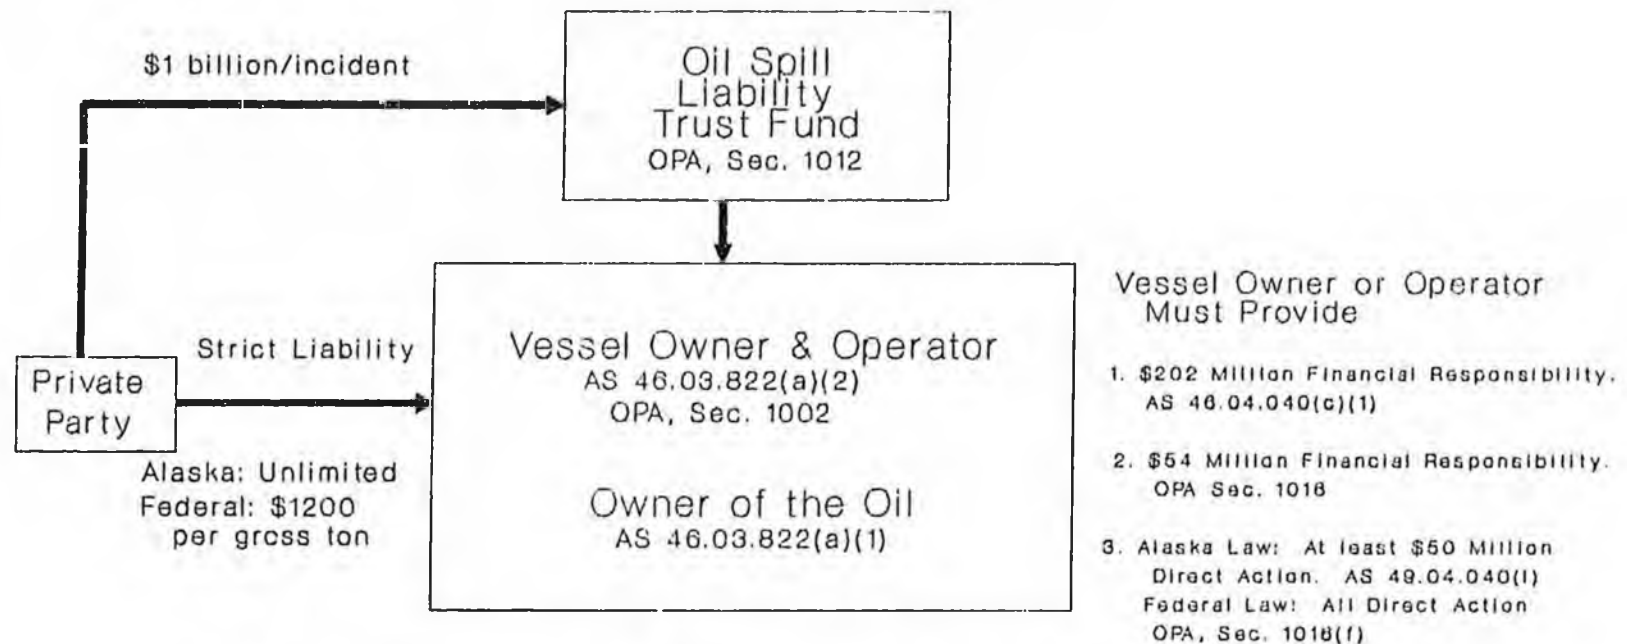 $1 billion/incident
Oil Spill
Liability
Trust Fund
OPA, Sec. 1012
Strict Liability
Private
Party
Alaska: Unlimited
Federal: $1200
per gross ton
Vessel Owner & Operator
AS 46.03.822(a)(2)
OPA, Sec. 1002
Owner of the Oil
AS 46.03.822(a)(1)
Vessel Owner or Operator
Must Provide
1. $202 Million Financial Responsibility.
AS 46.04.040(c)(1)
2. $54 Million Financial Responsibility.
OPA Sec. 1016
3. Alaska Law: At least $50 Million
Direct Action. AS 49.04.040(l)
Federal Law: All Direct Action
OPA, Sec. 1016(f)